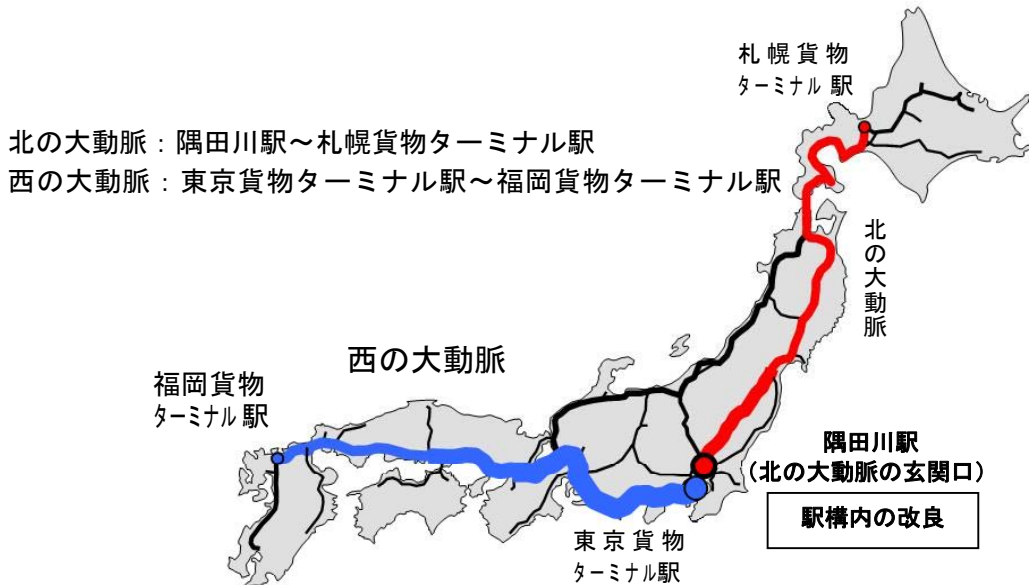 札幌貨物
ターミナル駅
北の大動脈：隅田川駅～札幌貨物ターミナル駅
西の大動脈：東京貨物ターミナル駅～福岡貨物ターミナル駅
北の大動脈
西の大動脈
福岡貨物
ターミナル駅
隅田川駅
（北の大動脈の玄関口）
駅構内の改良
東京貨物
ターミナル駅